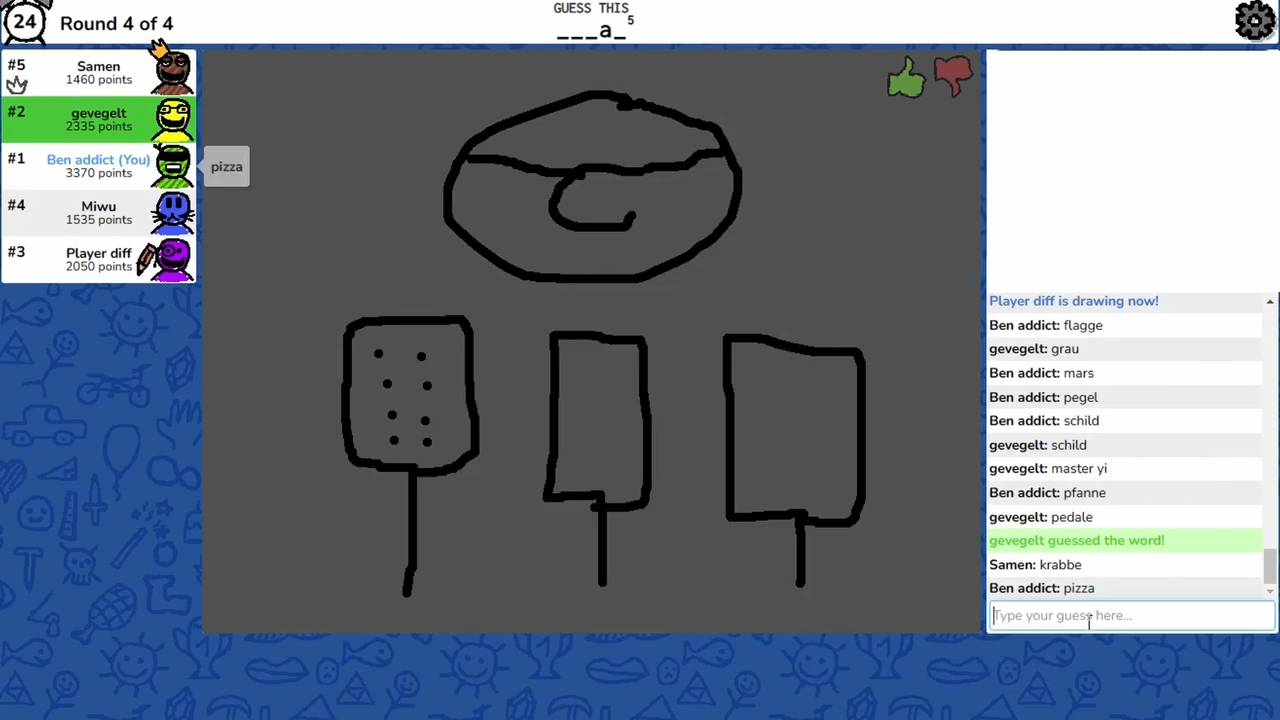 24
Round 4 of 4
GUESS THIS
___a_ 5
#5 Samen
1460 points
#2 gevegelt
2335 points
#1 Ben addict (You)
3370 points
pizza
#4 Miwu
1535 points
#3 Player diff
2050 points
Player diff is drawing now!
Ben addict: flagge
gevegelt: grau
Ben addict: mars
Ben addict: pegel
Ben addict: schild
gevegelt: schild
gevegelt: master yi
Ben addict: pfanne
gevegelt: pedale
gevegelt guessed the word!
Samen: krabbe
Ben addict: pizza
Type your guess here...